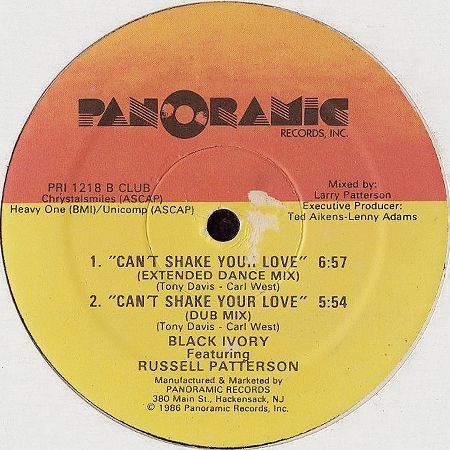 PANORAMIC
RECORDS, INC.
PRI 1218 B CLUB
Chrystalsmiles (ASCAP)
Heavy One (BMI)/Unicomp (ASCAP)
Mixed by:
Larry Patterson
Executive Producer:
Ted Aikens-Lenny Adams
1. "CAN'T SHAKE YOUR LOVE" 6:57
(EXTENDED DANCE MIX)
(Tony Davis - Carl West)
2. "CAN'T SHAKE YOUR LOVE" 5:54
(DUB MIX)
(Tony Davis - Carl West)
BLACK IVORY
Featuring
RUSSELL PATTERSON
Manufactured & Marketed by
PANORAMIC RECORDS
380 Main St., Hackensack, NJ
© 1986 Panoramic Records, Inc.